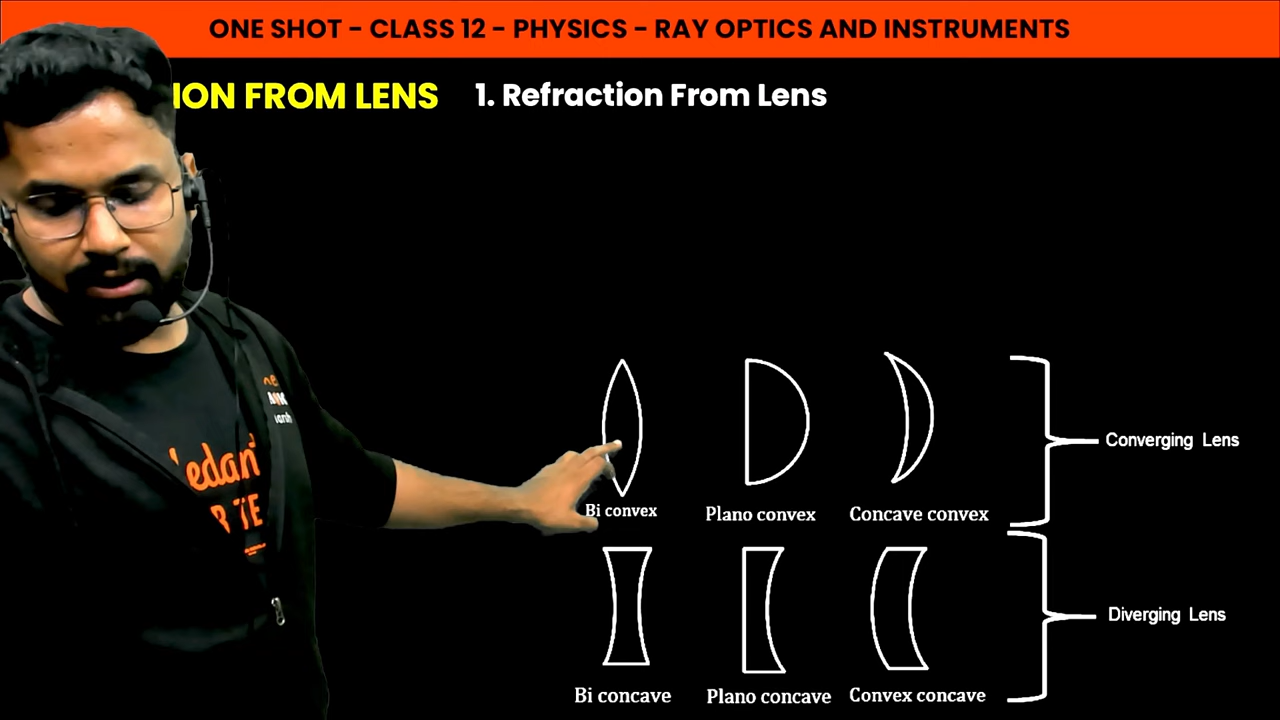 ONE SHOT - CLASS 12 - PHYSICS - RAY OPTICS AND INSTRUMENTS
ION FROM LENS
1. Refraction From Lens
Bi convex
Plano convex
Concave convex
Converging Lens
Bi concave
Plano concave
Convex concave
Diverging Lens